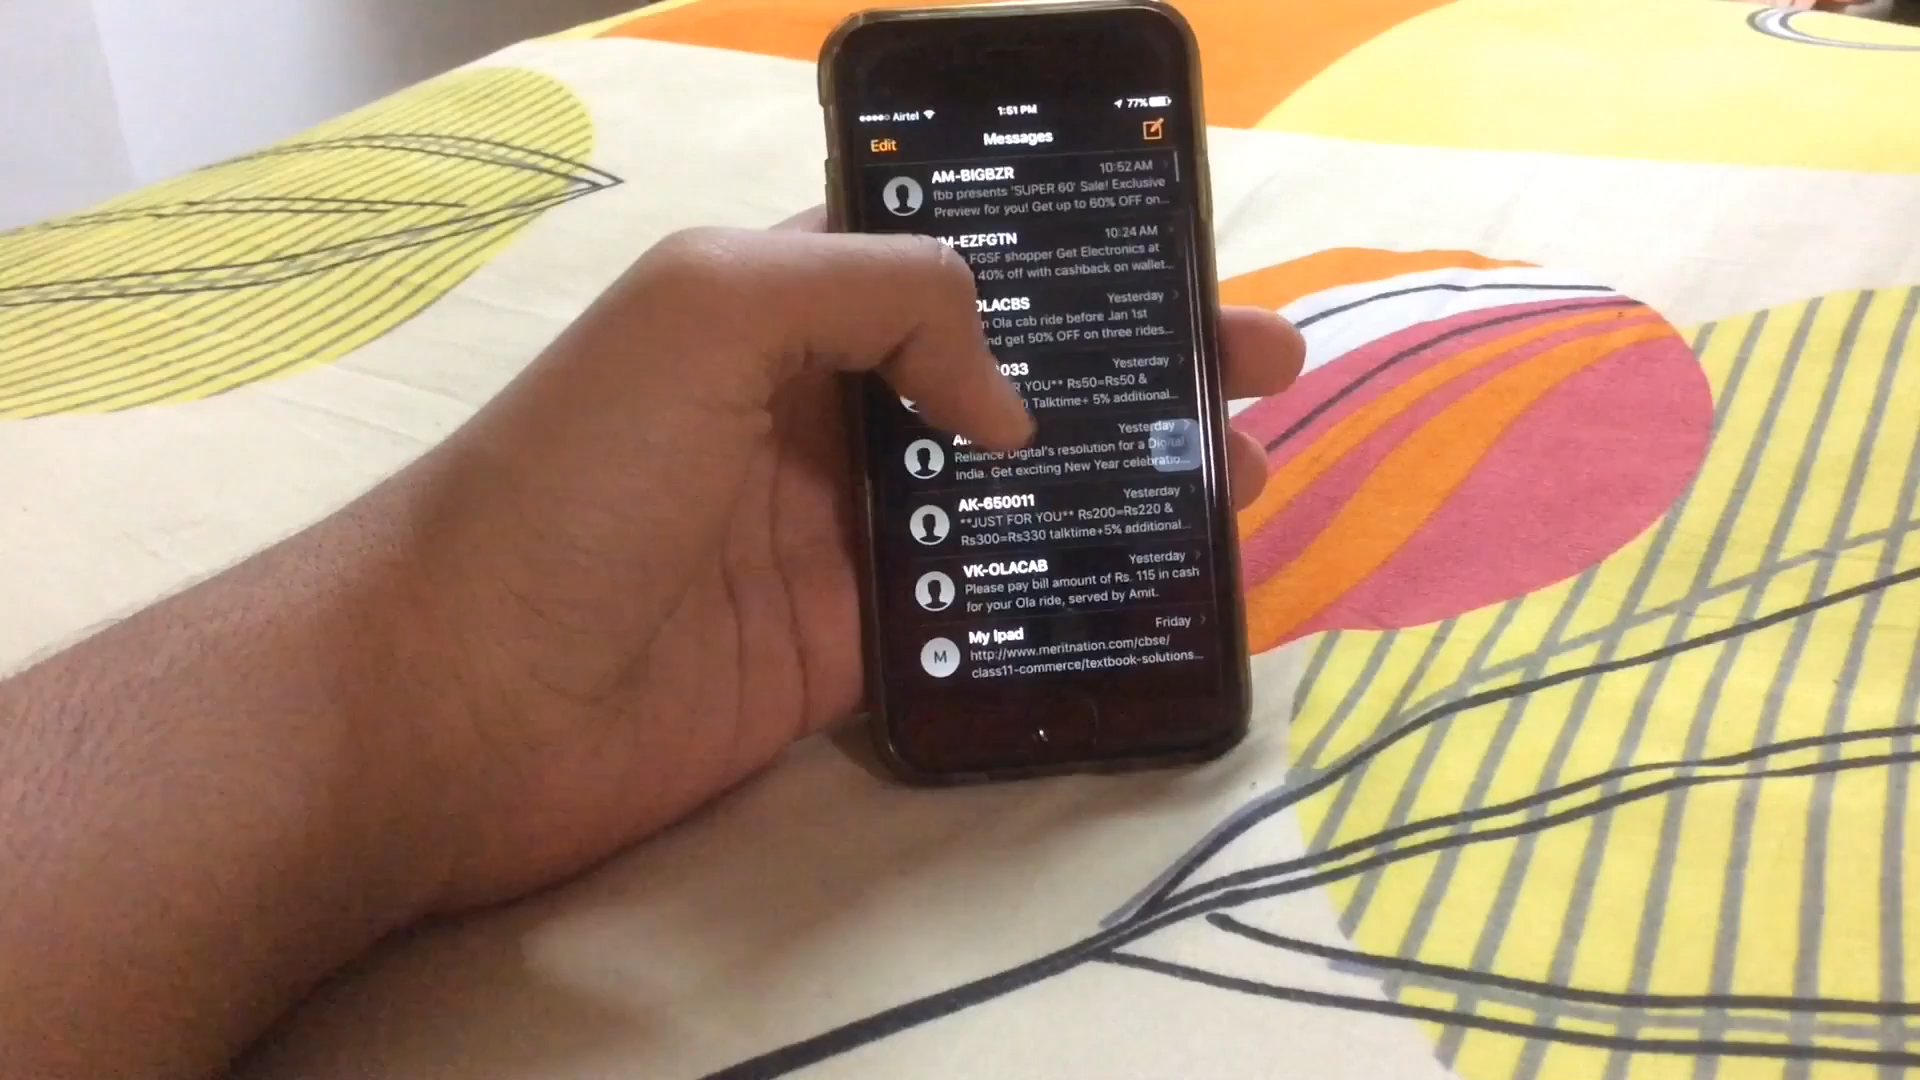 Airtel 1:51 PM 77%
Edit Messages
AM-BIGBZR 10:52 AM
fbb presents 'SUPER 60' Sale! Exclusive
Preview for you! Get up to 60% OFF on...
M-EZFGTN 10:24 AM
FGSF shopper Get Electronics at
40% off with cashback on wallet...
OLACBS Yesterday
Ola cab ride before Jan 1st
nd get 50% OFF on three rides...
033 Yesterday
YOU** Rs50=Rs50 &
Talktime+ 5% additional...
Yesterday
Reliance Digital's resolution for a Digital
India. Get exciting New Year celebratio...
AK-650011 Yesterday
**JUST FOR YOU** Rs200=Rs220 &
Rs300=Rs330 talktime+5% additional...
VK-OLACAB Yesterday
Please pay bill amount of Rs. 115 in cash
for your Ola ride, served by Amit.
M My Ipad Friday
http://www.meritnation.com/cbse/
class11-commerce/textbook-solutions...